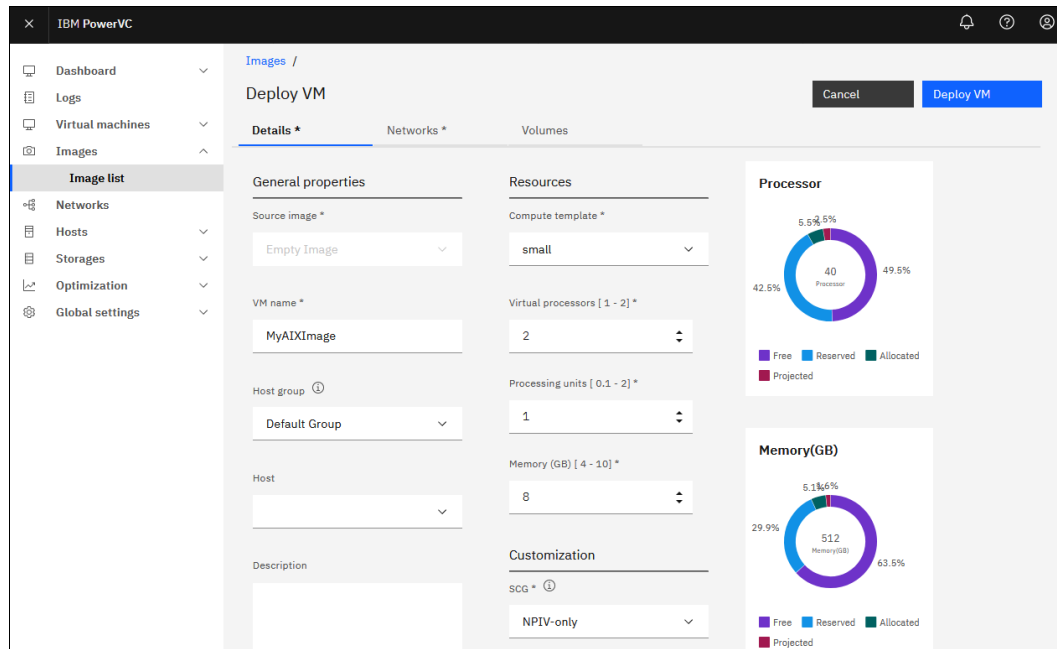 IBM PowerVC
Dashboard
Logs
Virtual machines
Images
Image list
Networks
Hosts
Storages
Optimization
Global settings
Images /
Deploy VM
Cancel
Deploy VM
Details *
Networks *
Volumes
General properties
Source image *
Empty Image
VM name *
MyAIXImage
Host group
Default Group
Host
Description
Resources
Compute template *
small
Virtual processors [ 1 - 2] *
2
Processing units [ 0.1 - 2] *
1
Memory (GB) [ 4 - 10] *
8
Customization
SCG *
NPIV-only
Processor
5.5% 2.5%
49.5%
42.5%
40
Processor
Free Reserved Allocated
Projected
Memory(GB)
5.1% 1.6%
29.9%
512
Memory(GB)
63.5%
Free Reserved Allocated
Projected